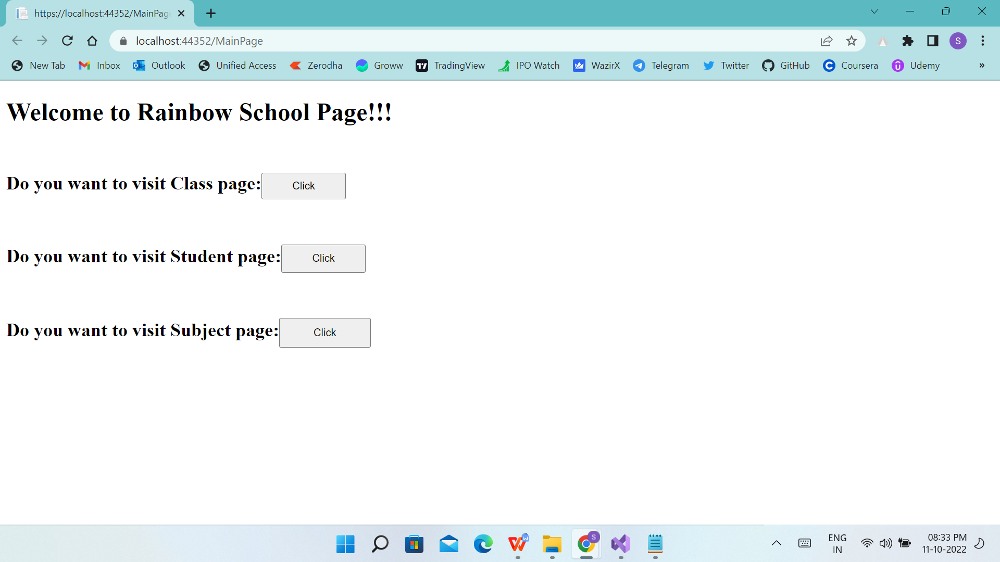 https://localhost:44352/MainPage
localhost:44352/MainPage
S
New Tab Inbox Outlook Unified Access Zerodha Groww TradingView IPO Watch WazirX Telegram Twitter GitHub Coursera Udemy »
Welcome to Rainbow School Page!!!
Do you want to visit Class page: Click
Do you want to visit Student page: Click
Do you want to visit Subject page: Click
S
ENG
IN
08:33 PM
11-10-2022